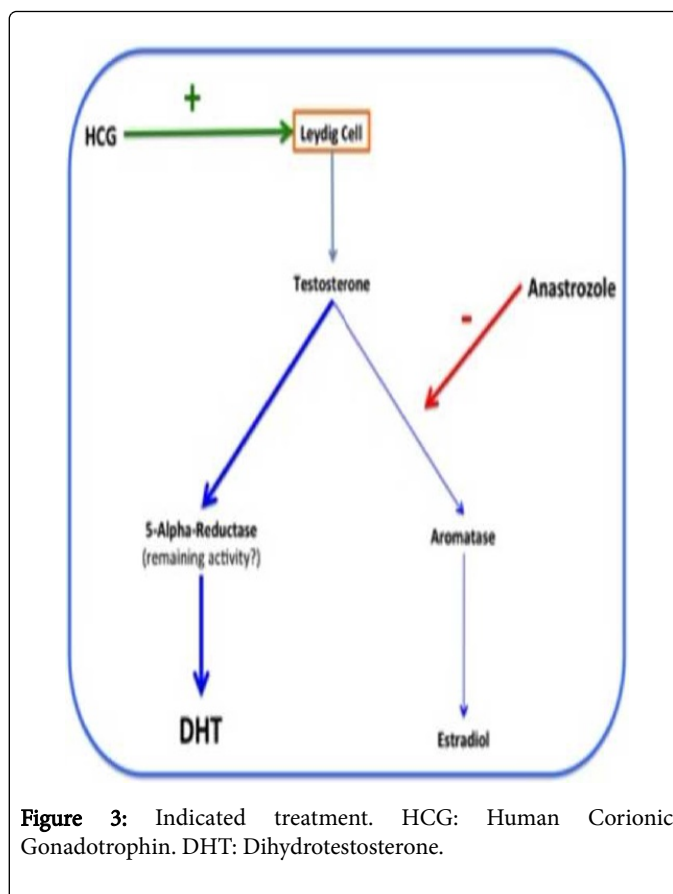 +
HCG
Leydig Cell
Testosterone
Anastrozole
-
5-Alpha-Reductase
(remaining activity?)
Aromatase
DHT
Estradiol
Figure 3: Indicated treatment. HCG: Human Corionic
Gonadotrophin. DHT: Dihydrotestosterone.